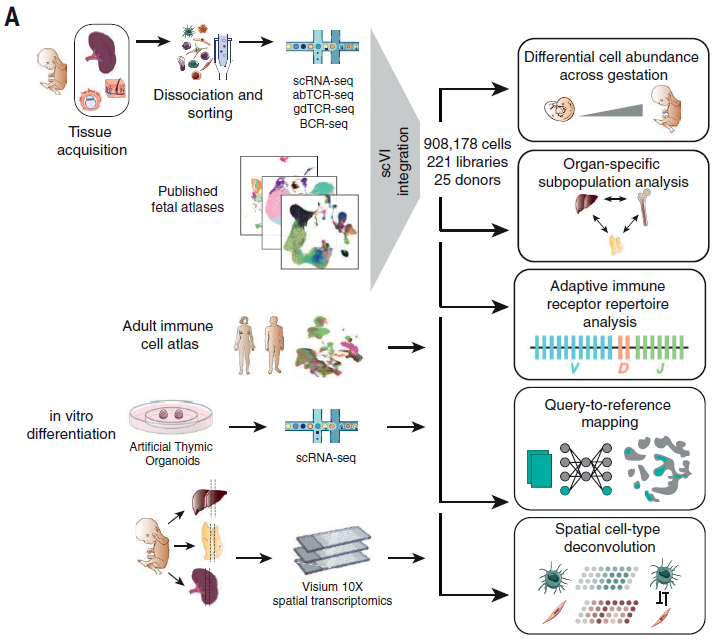 A
Tissue
acquisition
Dissociation and
sorting
scRNA-seq
abTCR-seq
gdTCR-seq
BCR-seq
Published
fetal atlases
scVI
integration
908,178 cells
221 libraries
25 donors
Differential cell abundance
across gestation
Organ-specific
subpopulation analysis
Adult immune
cell atlas
Adaptive immune
receptor repertoire
analysis
V D J
in vitro
differentiation
Artificial Thymic
Organoids
scRNA-seq
Query-to-reference
mapping
Visium 10X
spatial transcriptomics
Spatial cell-type
deconvolution